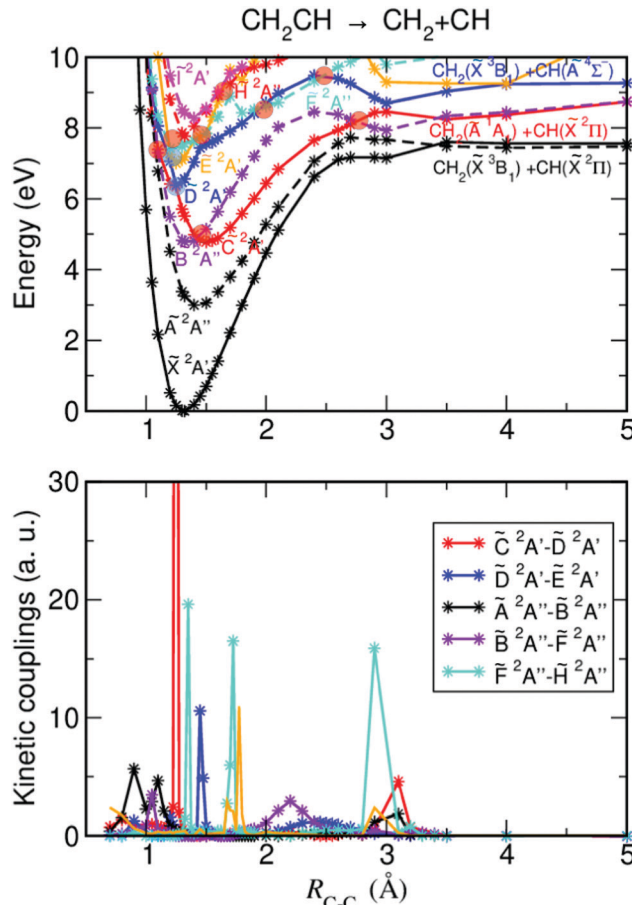 CH₂CH → CH₂+CH
10
8
6
4
2
0
Energy (eV)
Ĩ ²A'
H̃ ²A''
F̃ ²A''
Ẽ ²A'
D̃ ²A'
C̃ ²A'
B̃ ²A''
Ã ²A''
X̃ ²A'
CH₂(X̃ ³B₁) +CH(Ã ⁴Σ⁻)
CH₂(Ã ¹A₁) +CH(X̃ ²Π)
CH₂(X̃ ³B₁) +CH(X̃ ²Π)
1 2 3 4 5
30
20
10
0
Kinetic couplings (a. u.)
C̃ ²A'-D̃ ²A'
D̃ ²A'-Ẽ ²A'
Ã ²A''-B̃ ²A''
B̃ ²A''-F̃ ²A''
F̃ ²A''-H̃ ²A''
1 2 3 4 5
R_C-C (Å)